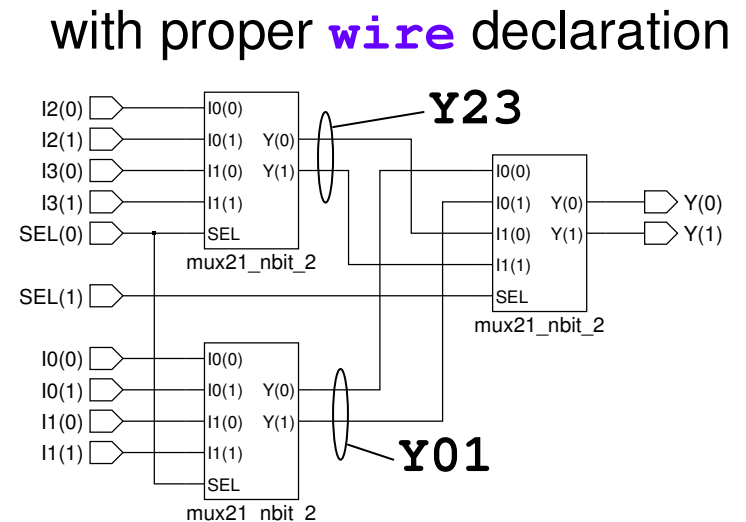 with proper wire declaration
Y23
I2(0)
I2(1)
I3(0)
I3(1)
SEL(0)
SEL(1)
I0(0)
I0(1) Y(0)
I1(0) Y(1)
I1(1)
SEL
mux21_nbit_2
I0(0)
I0(1) Y(0)
I1(0) Y(1)
I1(1)
SEL
mux21_nbit_2
Y(0)
Y(1)
I0(0)
I0(1)
I1(0)
I1(1)
I0(0)
I0(1) Y(0)
I1(0) Y(1)
I1(1)
SEL
mux21_nbit_2
Y01